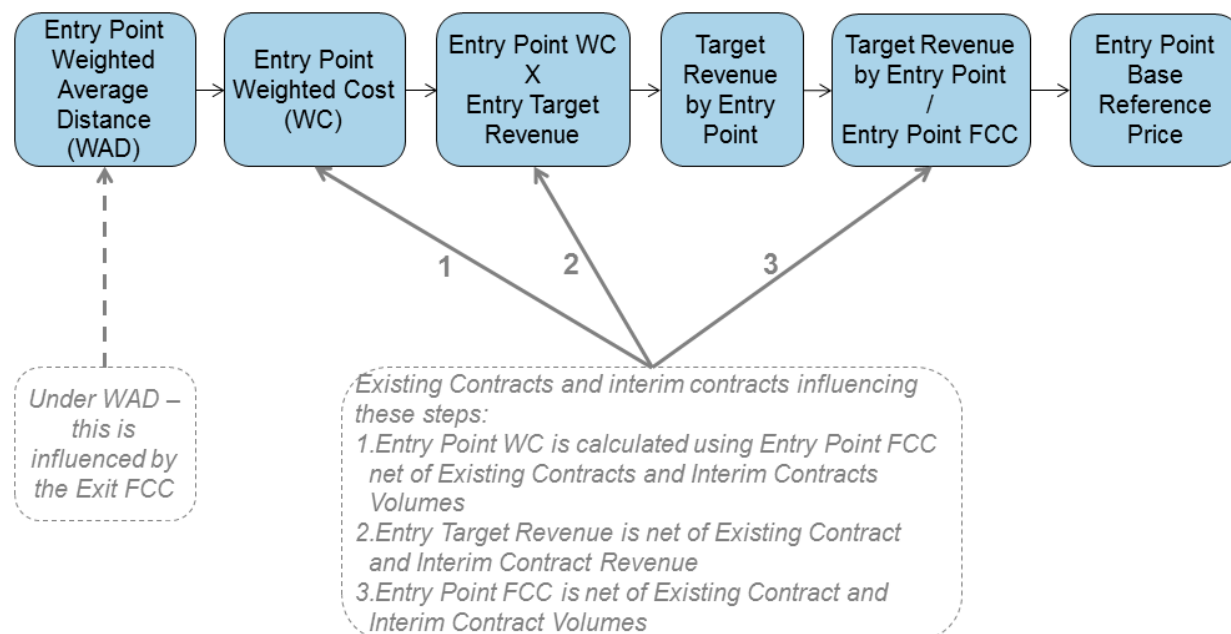 Entry Point
Weighted
Average
Distance
(WAD)
Entry Point
Weighted Cost
(WC)
Entry Point WC
X
Entry Target
Revenue
Target
Revenue
by Entry
Point
Target Revenue
by Entry Point
/
Entry Point FCC
Entry Point
Base
Reference
Price
1
2
3
Under WAD –
this is
influenced by
the Exit FCC
Existing Contracts and interim contracts influencing
these steps:
1.Entry Point WC is calculated using Entry Point FCC
net of Existing Contracts and Interim Contracts
Volumes
2.Entry Target Revenue is net of Existing Contract
and Interim Contract Revenue
3.Entry Point FCC is net of Existing Contract and
Interim Contract Volumes